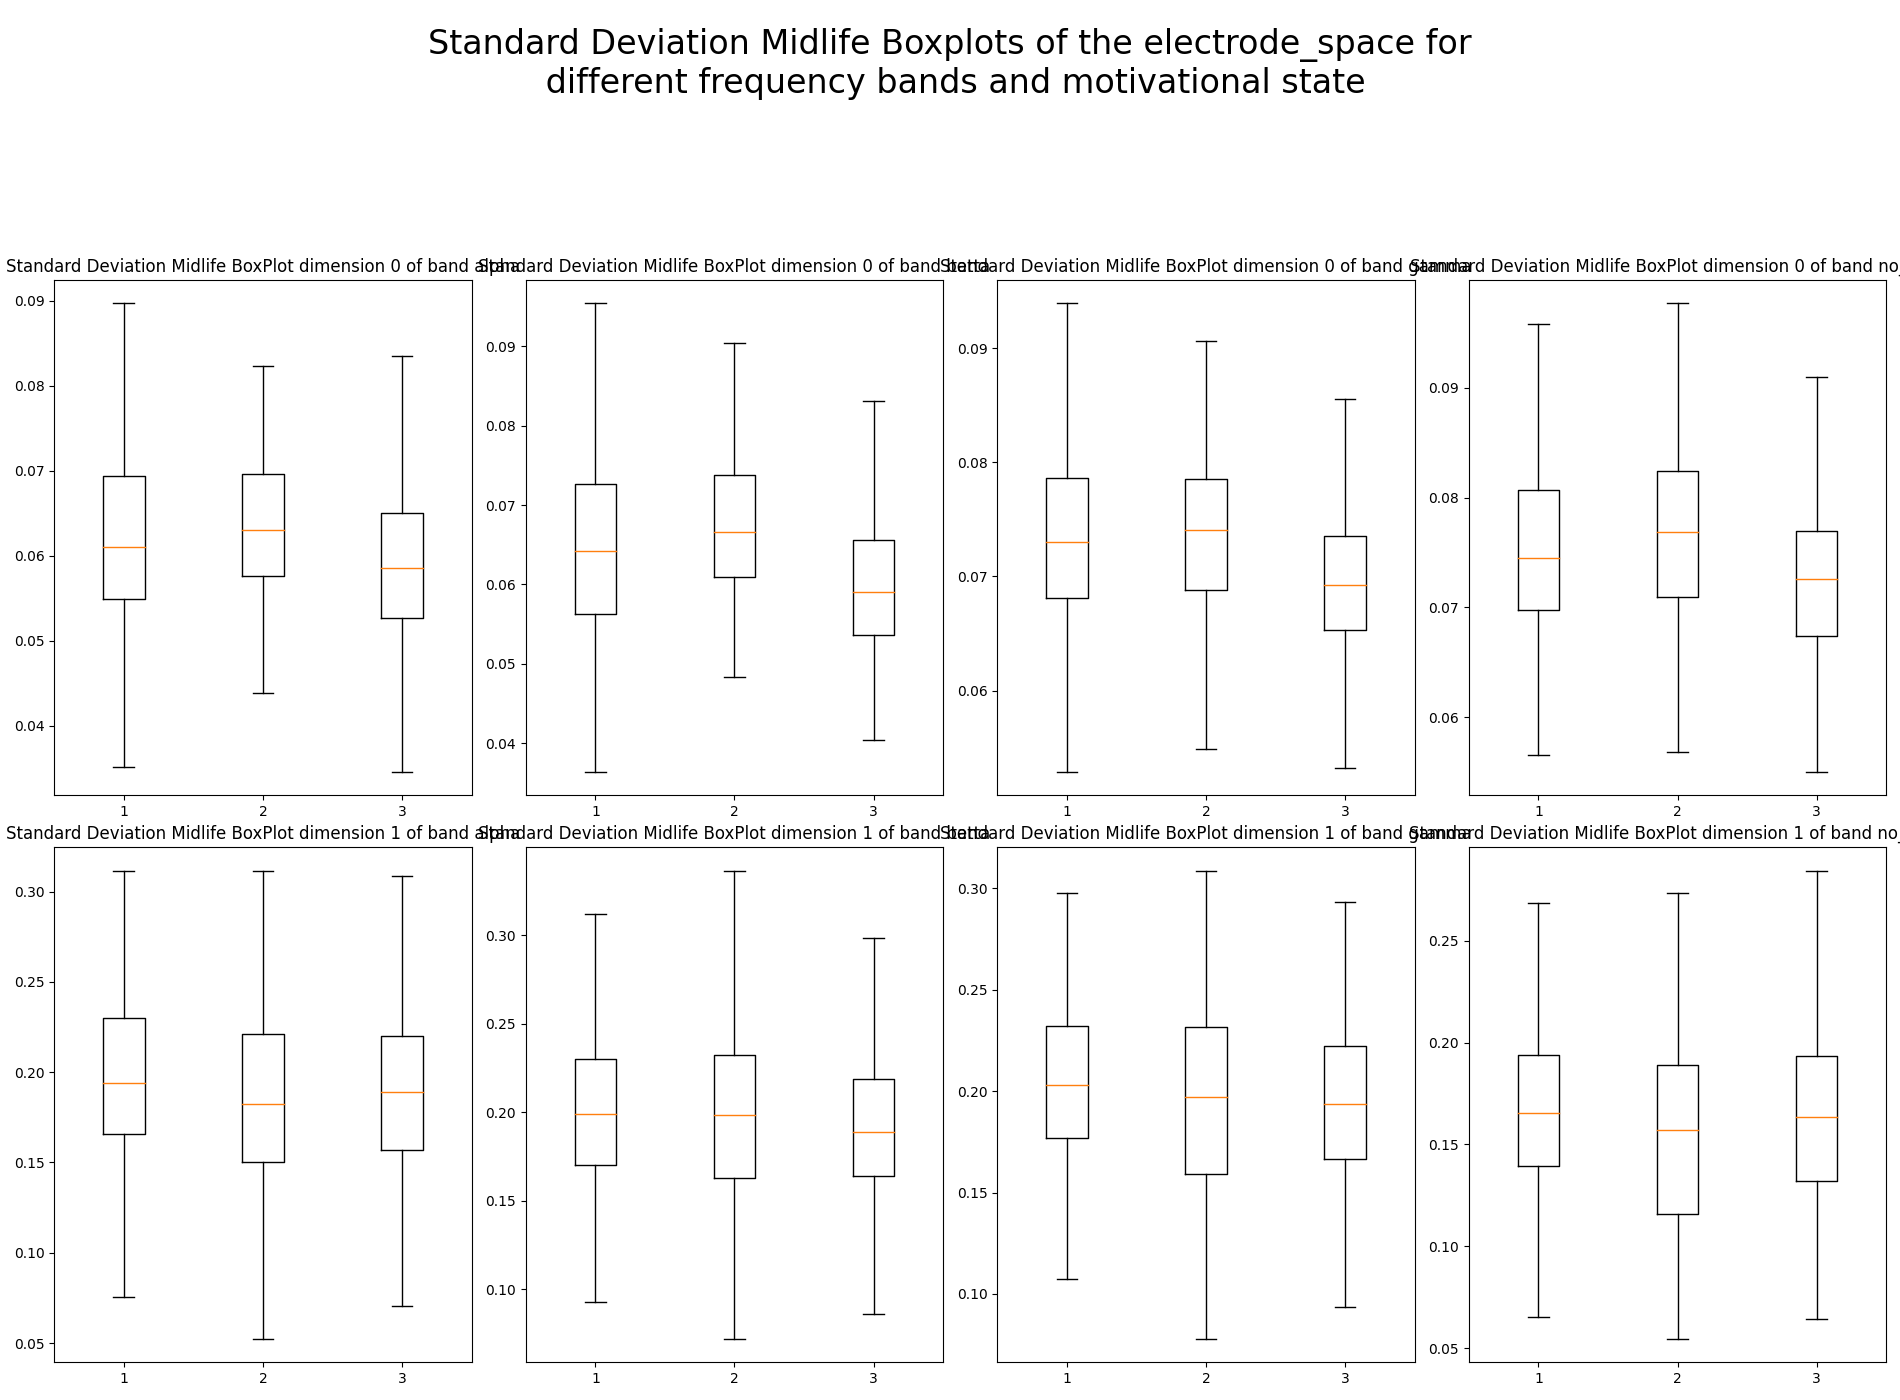 Standard Deviation Midlife Boxplots of the electrode_space for
different frequency bands and motivational state
Standard Deviation Midlife BoxPlot dimension 0 of band alpha
Standard Deviation Midlife BoxPlot dimension 0 of band betta
Standard Deviation Midlife BoxPlot dimension 0 of band gamma
Standard Deviation Midlife BoxPlot dimension 0 of band no_
0.09
0.08
0.07
0.06
0.05
0.04
1 2 3
0.09
0.08
0.07
0.06
0.05
0.04
1 2 3
0.09
0.08
0.07
0.06
1 2 3
0.09
0.08
0.07
0.06
1 2 3
Standard Deviation Midlife BoxPlot dimension 1 of band alpha
Standard Deviation Midlife BoxPlot dimension 1 of band betta
Standard Deviation Midlife BoxPlot dimension 1 of band gamma
Standard Deviation Midlife BoxPlot dimension 1 of band no_
0.30
0.25
0.20
0.15
0.10
0.05
1 2 3
0.30
0.25
0.20
0.15
0.10
1 2 3
0.30
0.25
0.20
0.15
0.10
1 2 3
0.25
0.20
0.15
0.10
0.05
1 2 3